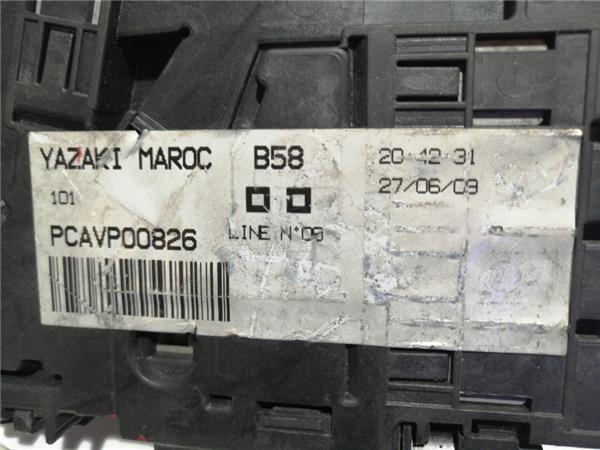 YAZAKI MAROC B58 20:42:31
101 27/06/09
PCAVP00826 LINE N°09